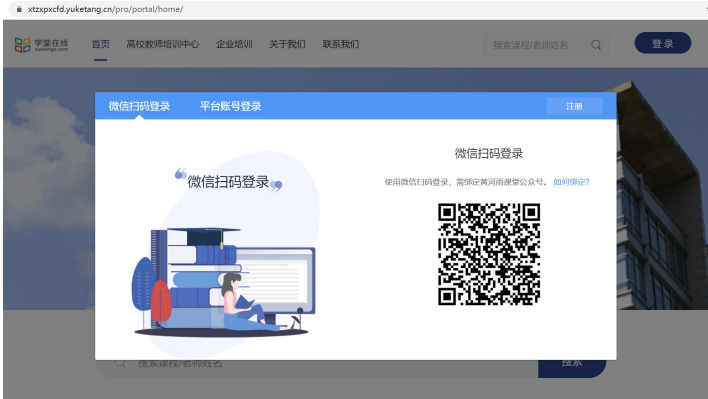 xtzxpxcfd.yuketang.cn/pro/portal/home/
学堂在线
xuetangx.com
首页 高校教师培训中心 企业培训 关于我们 联系我们 搜索课程/老师姓名 登录
微信扫码登录 平台账号登录 注册
微信扫码登录
使用微信扫码登录，需绑定黄河雨课堂公众号。 如何绑定?
“微信扫码登录”
搜索课程/老师姓名 搜索